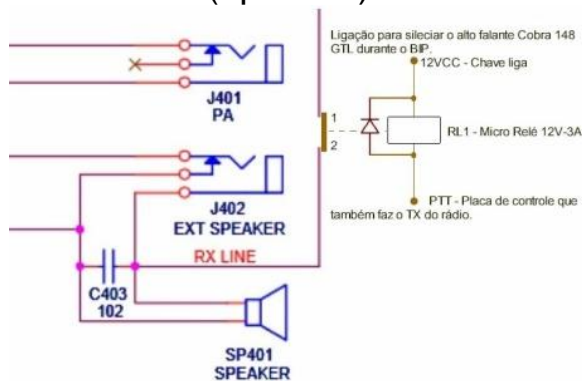 Ligação para sileciar o alto falante Cobra 148
GTL durante o BIP.
12VCC - Chave liga
J401
PA
1
2
RL1 - Micro Relé 12V-3A
J402
EXT SPEAKER
PTT - Placa de controle que
também faz o TX do rádio.
RX LINE
C403
102
SP401
SPEAKER